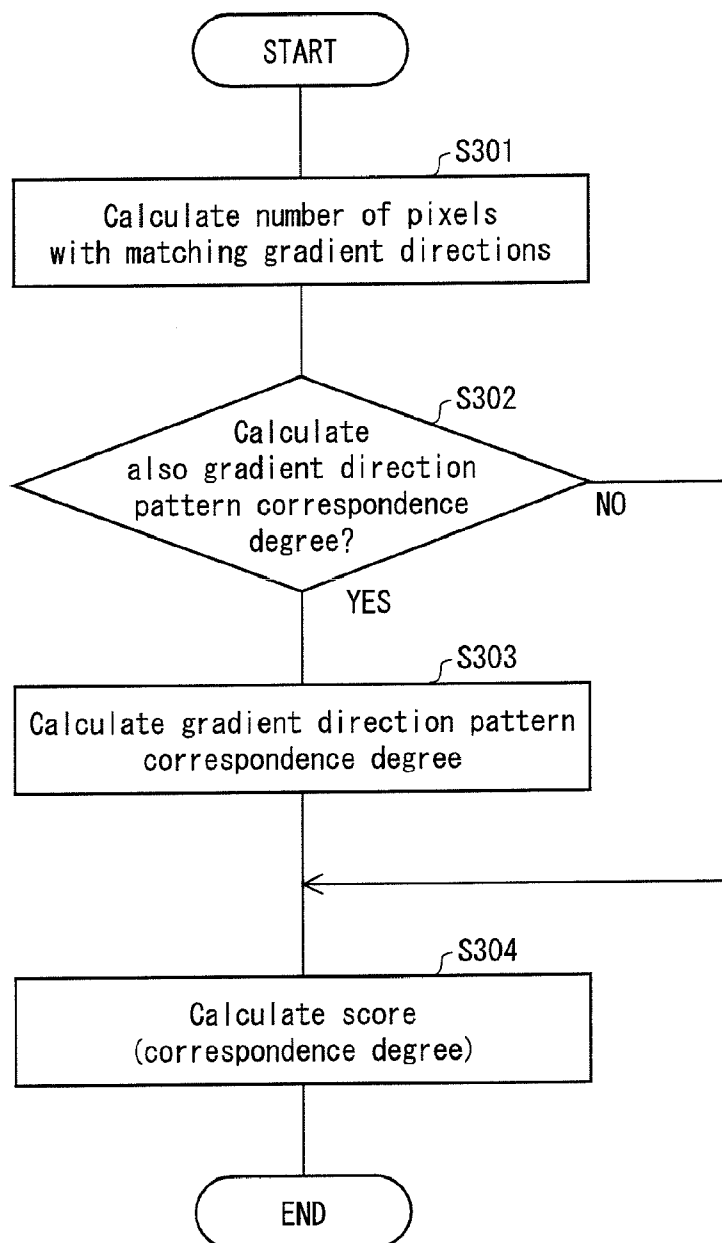 START
S301
Calculate number of pixels
with matching gradient directions
S302
Calculate
also gradient direction
pattern correspondence
degree?
NO
YES
S303
Calculate gradient direction pattern
correspondence degree
S304
Calculate score
(correspondence degree)
END